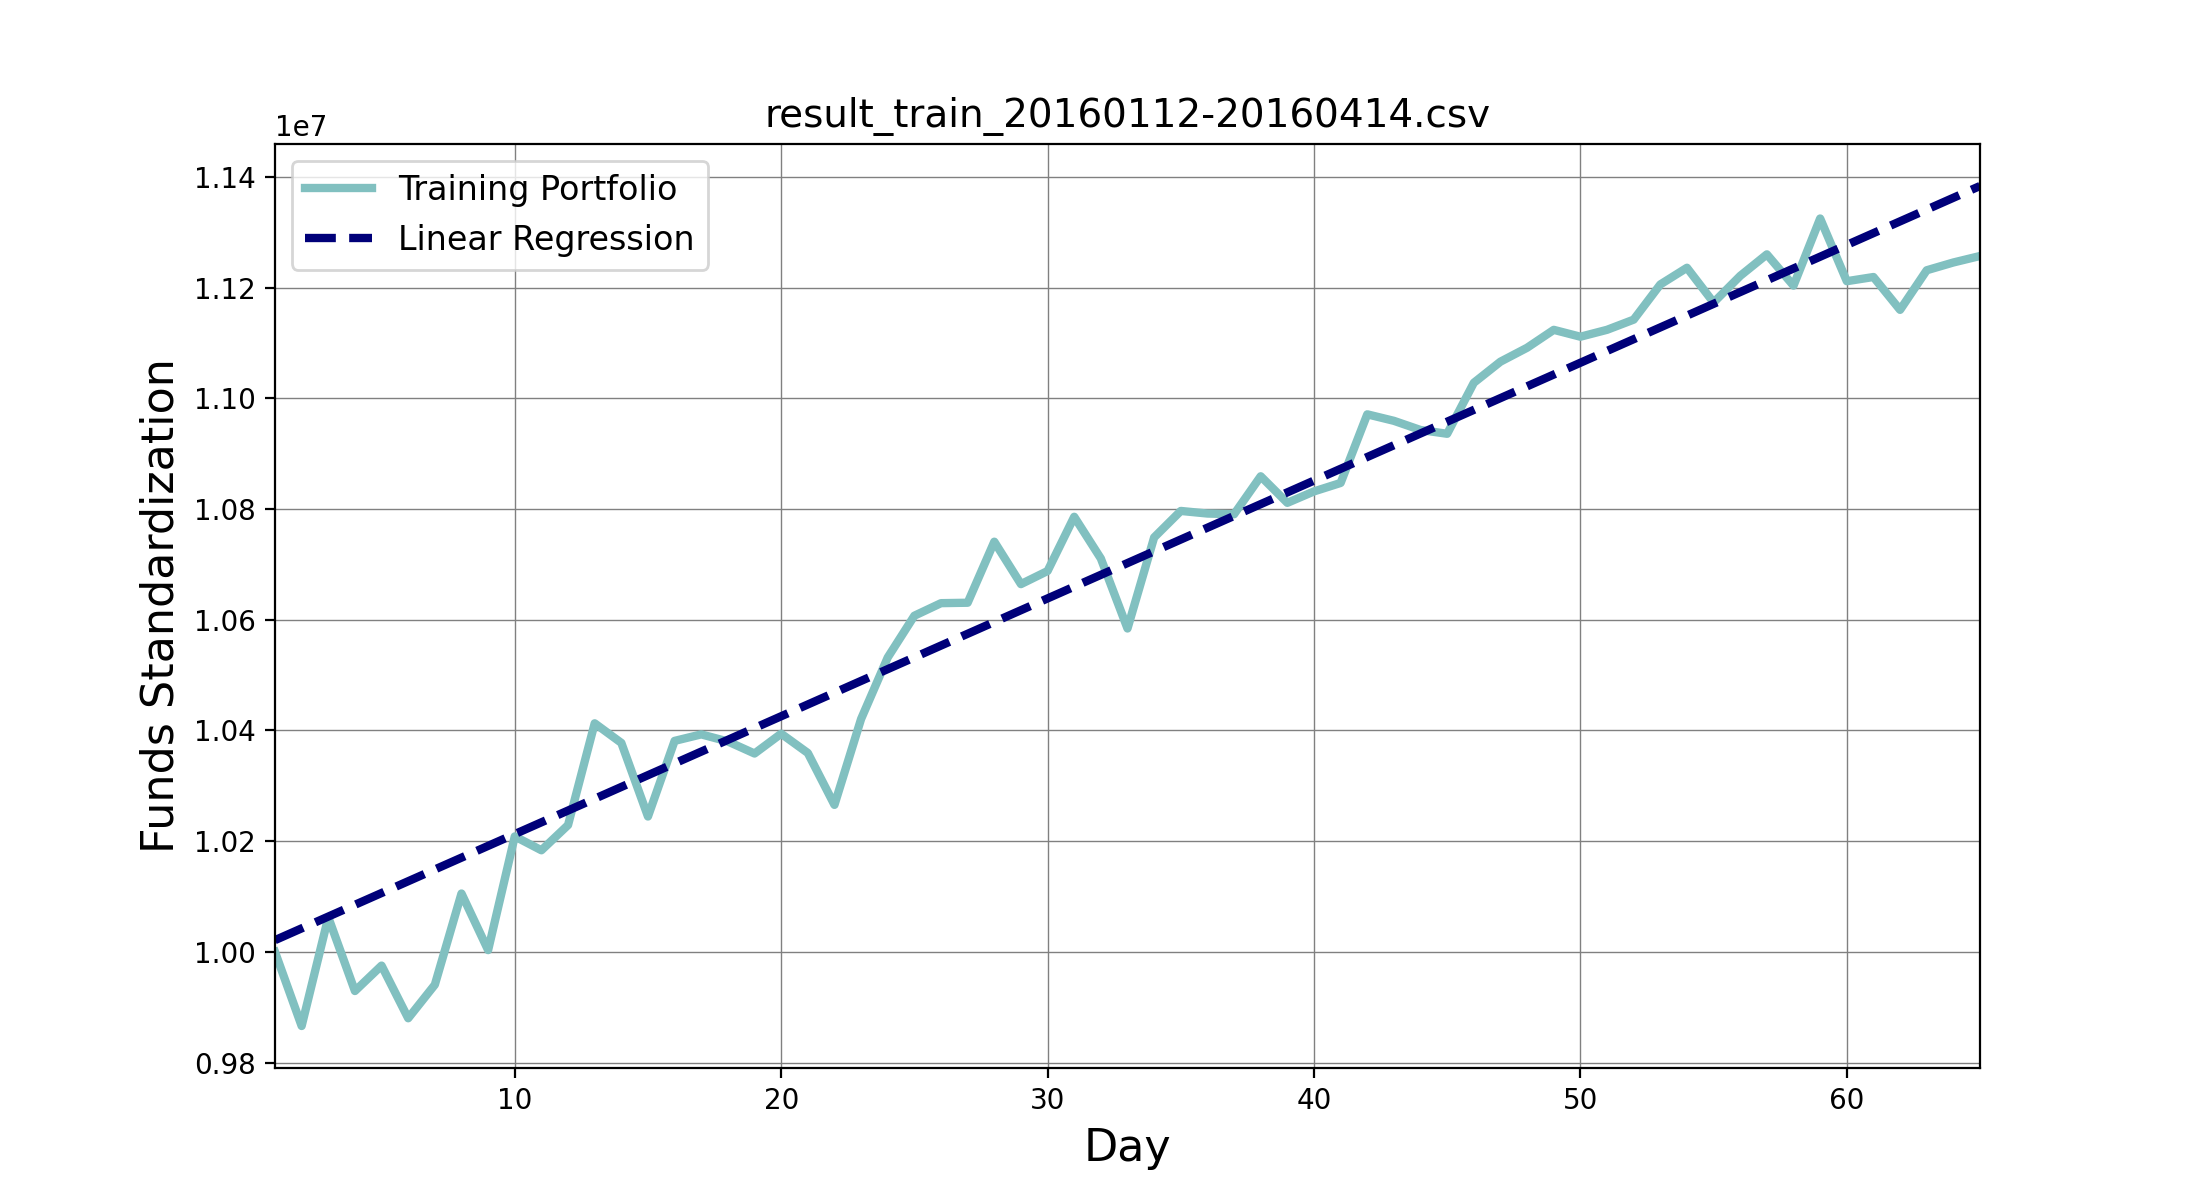 result_train_20160112-20160414.csv
1e7
Training Portfolio
Linear Regression
1.14
1.12
1.10
1.08
1.06
1.04
1.02
1.00
0.98
Funds Standardization
10 20 30 40 50 60
Day